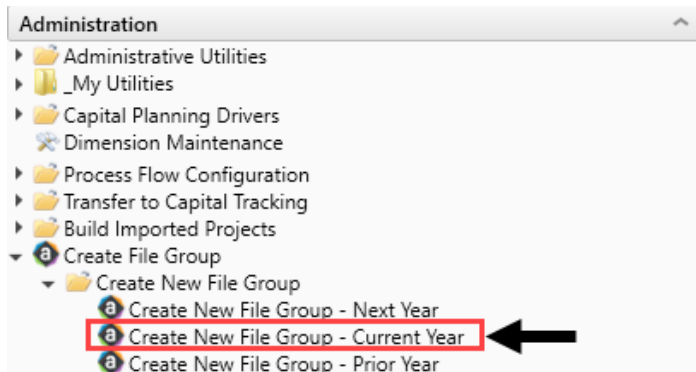 Administration
Administrative Utilities
_My Utilities
Capital Planning Drivers
Dimension Maintenance
Process Flow Configuration
Transfer to Capital Tracking
Build Imported Projects
Create File Group
Create New File Group
Create New File Group - Next Year
Create New File Group - Current Year
Create New File Group - Prior Year